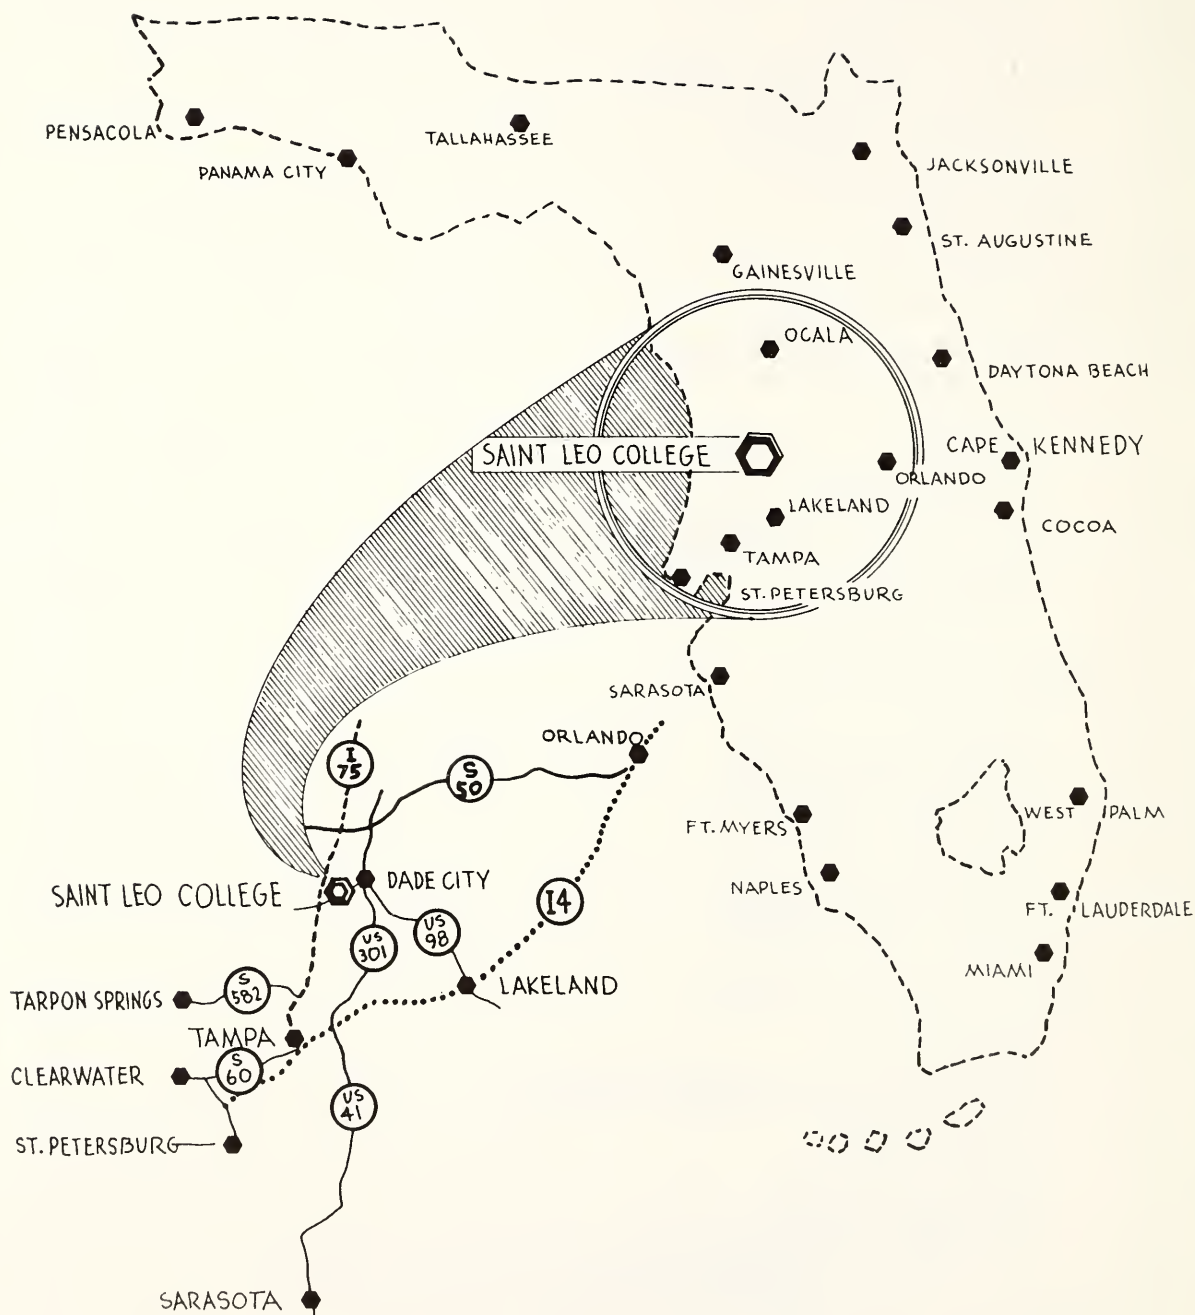 PENSACOLA
TALLAHASSEE
PANAMA CITY
JACKSONVILLE
ST. AUGUSTINE
GAINESVILLE
OCALA
DAYTONA BEACH
SAINT LEO COLLEGE
CAPE KENNEDY
ORLANDO
LAKELAND
COCOA
TAMPA
ST. PETERSBURG
SARASOTA
FT. MYERS
WEST PALM
NAPLES
FT. LAUDERDALE
MIAMI
ORLANDO
I
75
S
50
SAINT LEO COLLEGE
DADE CITY
I4
US
301
US
98
TARPON SPRINGS
S
582
LAKELAND
TAMPA
CLEARWATER
S
60
US
41
ST. PETERSBURG
SARASOTA